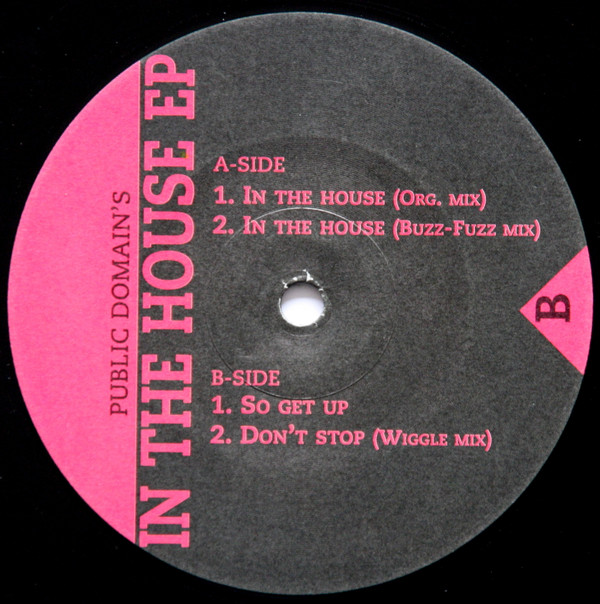 PUBLIC DOMAIN'S
IN THE HOUSE EP
A-SIDE
1. IN THE HOUSE (ORG. MIX)
2. IN THE HOUSE (BUZZ-FUZZ MIX)
B-SIDE
1. SO GET UP
2. DON'T STOP (WIGGLE MIX)
B